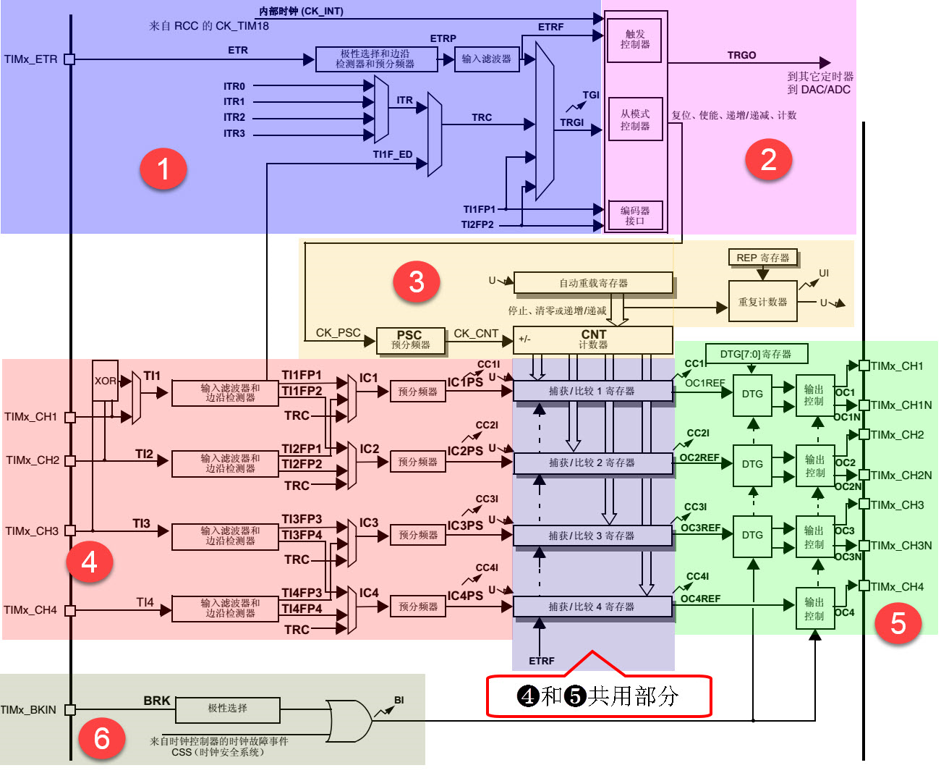 内部时钟 (CK_INT)
来自 RCC 的 CK_TIM18
TIMx_ETR
ETR
极性选择和边沿
检测器和预分频器
ETRP
输入滤波器
ETRF
触发
控制器
TRGO
到其它定时器
到 DAC/ADC
ITR0
ITR1
ITR2
ITR3
ITR
TRC
TGI
TRGI
从模式
控制器
复位、使能、递增/递减、计数
TI1F_ED
1
2
TI1FP1
TI2FP2
编码器
接口
3
U
自动重载寄存器
REP 寄存器
UI
重复计数器
U
停止、清零或递增/递减
CK_PSC
PSC
预分频器
CK_CNT
+/-
CNT
计数器
DTG[7:0]寄存器
XOR
TI1
输入滤波器和
边沿检测器
TI1FP1
TI1FP2
TRC
IC1
预分频器
CC1I
U
IC1PS
捕获/比较 1 寄存器
CC1I
OC1REF
DTG
输出
控制
OC1
OC1N
TIMx_CH1
TIMx_CH1N
TIMx_CH1
TIMx_CH2
TI2
输入滤波器和
边沿检测器
TI2FP1
TI2FP2
TRC
IC2
预分频器
CC2I
U
IC2PS
捕获/比较 2 寄存器
CC2I
OC2REF
DTG
输出
控制
OC2
OC2N
TIMx_CH2
TIMx_CH2N
TIMx_CH3
TI3
输入滤波器和
边沿检测器
TI3FP3
TI3FP4
TRC
IC3
预分频器
CC3I
U
IC3PS
捕获/比较 3 寄存器
CC3I
OC3REF
DTG
输出
控制
OC3
OC3N
TIMx_CH3
TIMx_CH3N
4
TIMx_CH4
TI4
输入滤波器和
边沿检测器
TI4FP3
TI4FP4
TRC
IC4
预分频器
CC4I
U
IC4PS
捕获/比较 4 寄存器
CC4I
OC4REF
输出
控制
OC4
TIMx_CH4
5
ETRF
❹和❺共用部分
TIMx_BKIN
BRK
极性选择
BI
6
来自时钟控制器的时钟故障事件
CSS（时钟安全系统）